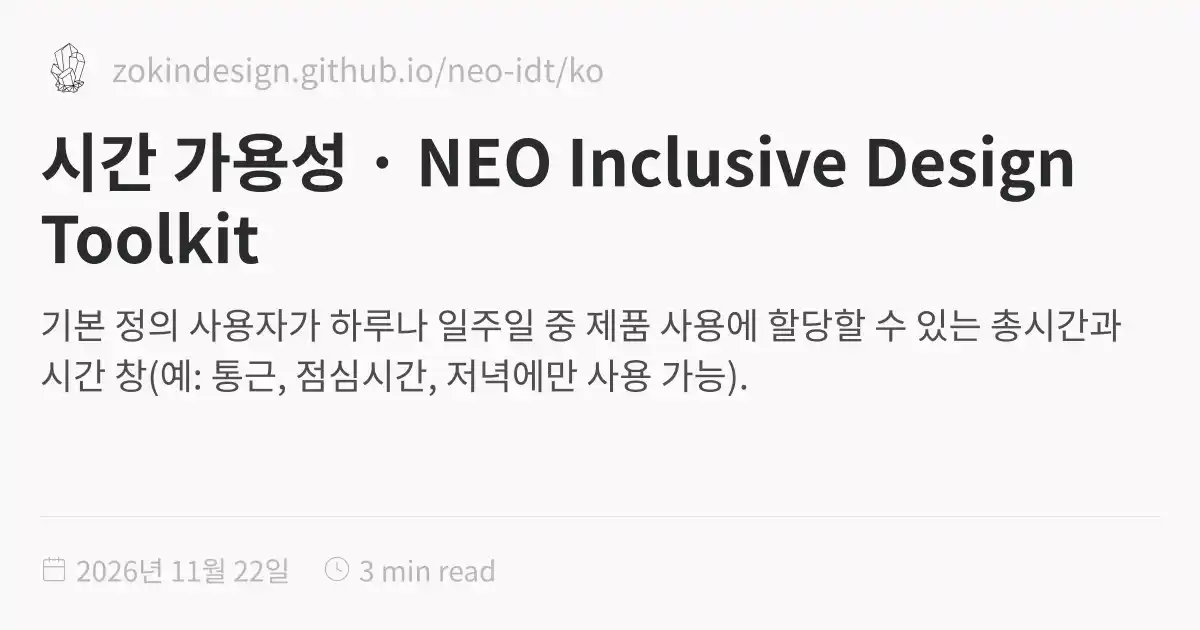 zokindesign.github.io/neo-idt/ko
시간 가용성 · NEO Inclusive Design
Toolkit
기본 정의 사용자가 하루나 일주일 중 제품 사용에 할당할 수 있는 총시간과
시간 창(예: 통근, 점심시간, 저녁에만 사용 가능).
2026년 11월 22일 3 min read